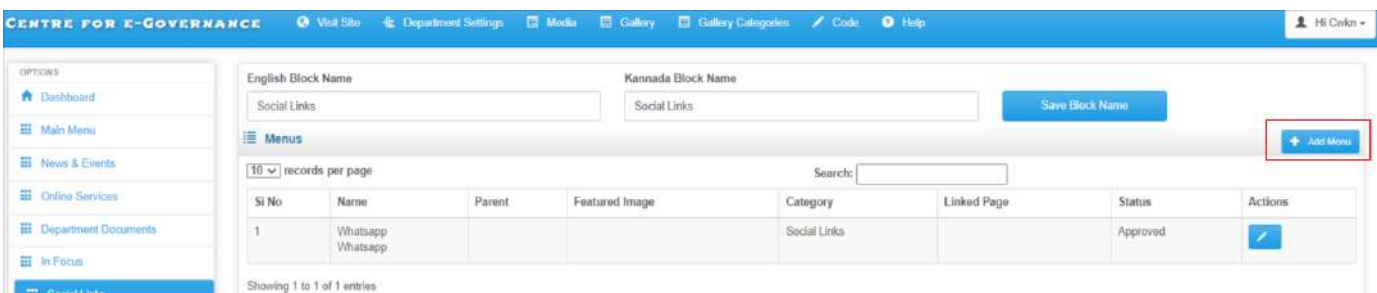 CENTRE FOR E-GOVERNANCE Visit Site Department Settings Media Gallery Gallery Categories Code Help Hi Cwkn
OPTIONS
Dashboard
Main Menu
News & Events
Online Services
Department Documents
In Focus
Social Links
English Block Name Kannada Block Name
Social Links Social Links Save Block Name
Menus + Add Menu
10 records per page Search:
Si No Name Parent Featured Image Category Linked Page Status Actions
1 Whatsapp Social Links Approved
Whatsapp
Showing 1 to 1 of 1 entries